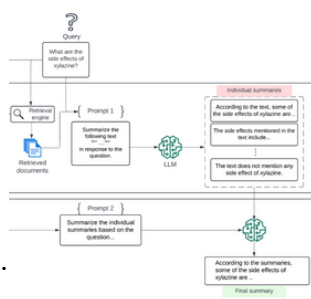 ?
Query
What are the
side effects of
xylazine?
Individual summaries
Retrieval
engine
{ Prompt 1 }
According to the text, some of
the side effects of xylazine are...
Summarize the
following text
"... ..."
in response to the
question.
The side effects mentioned in the
text include...
Retrieved
documents
LLM
The text does not mention any
side effect of xylazine.
{ Prompt 2 }
Summarize the individual
summaries based on the
question...
According to the summaries,
some of the side effects of
xylazine are ..
Final summary